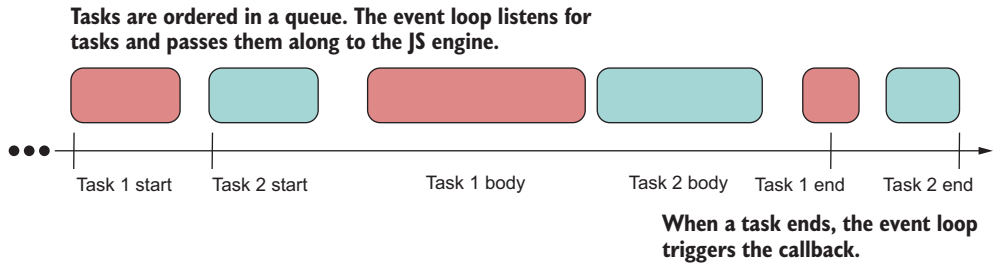 Tasks are ordered in a queue. The event loop listens for
tasks and passes them along to the JS engine.
Task 1 start
Task 2 start
Task 1 body
Task 2 body
Task 1 end
Task 2 end
When a task ends, the event loop
triggers the callback.